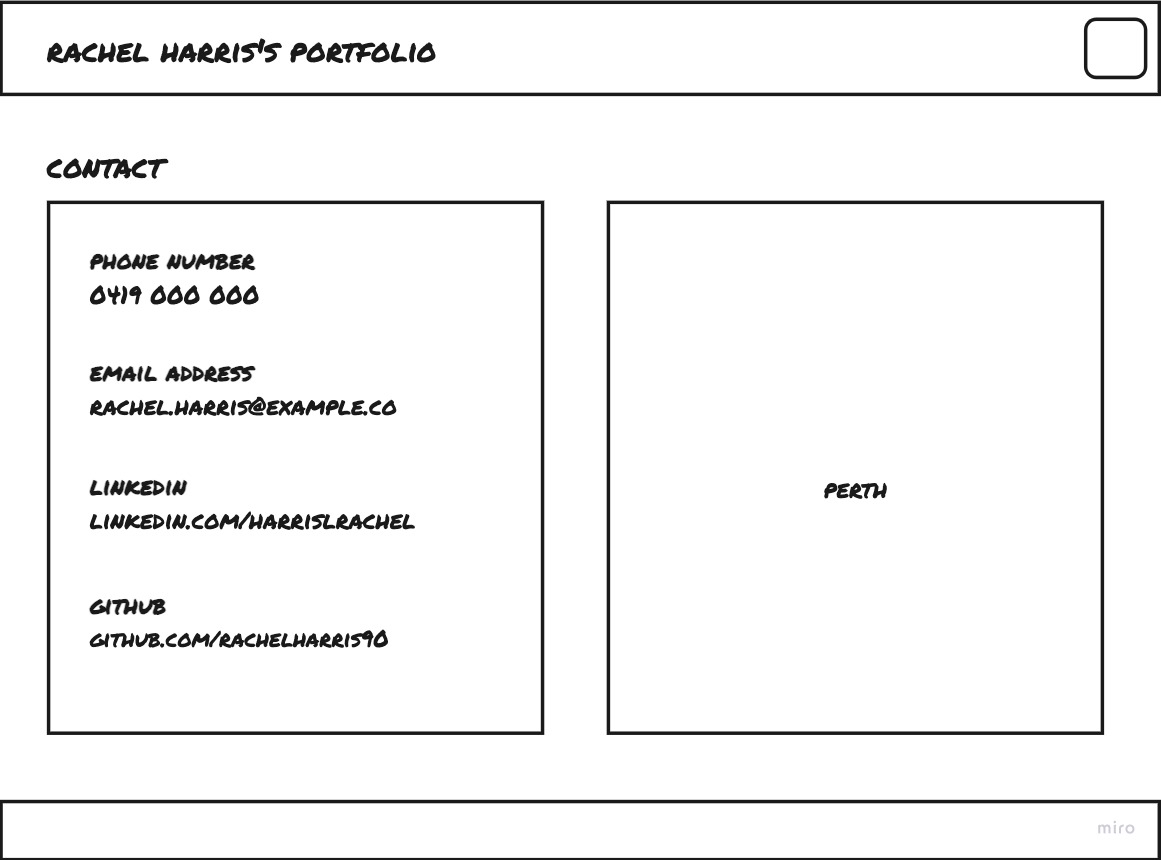 RACHEL HARRIS'S PORTFOLIO
CONTACT
PHONE NUMBER
0419 000 000
EMAIL ADDRESS
RACHEL.HARRIS@EXAMPLE.CO
LINKEDIN
LINKEDIN.COM/HARRISLRACHEL
GITHUB
GITHUB.COM/RACHELHARRIS90
PERTH
miro